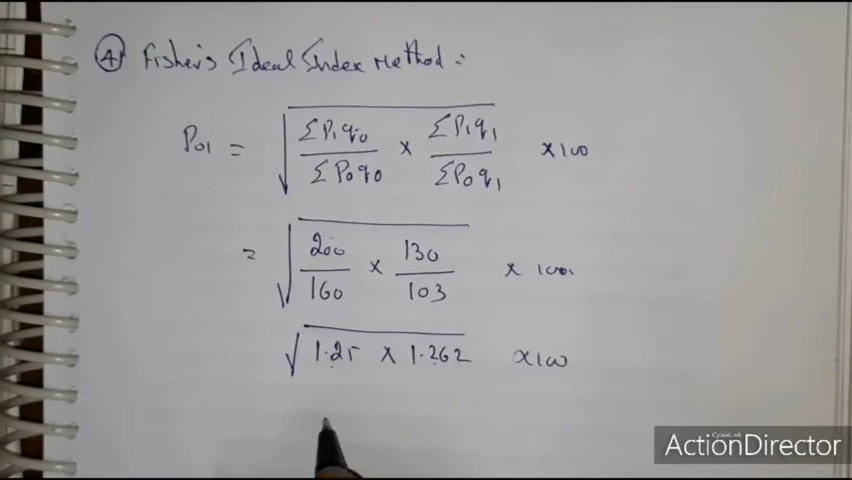 ④ Fisher's Ideal Index Method :-
P₀₁ = √(ΣP₁q₀/ΣP₀q₀ × ΣP₁q₁/ΣP₀q₁) ×100
= √(200/160 × 130/103) × 100
√(1.25 × 1.262) ×100
CyberLink
ActionDirector